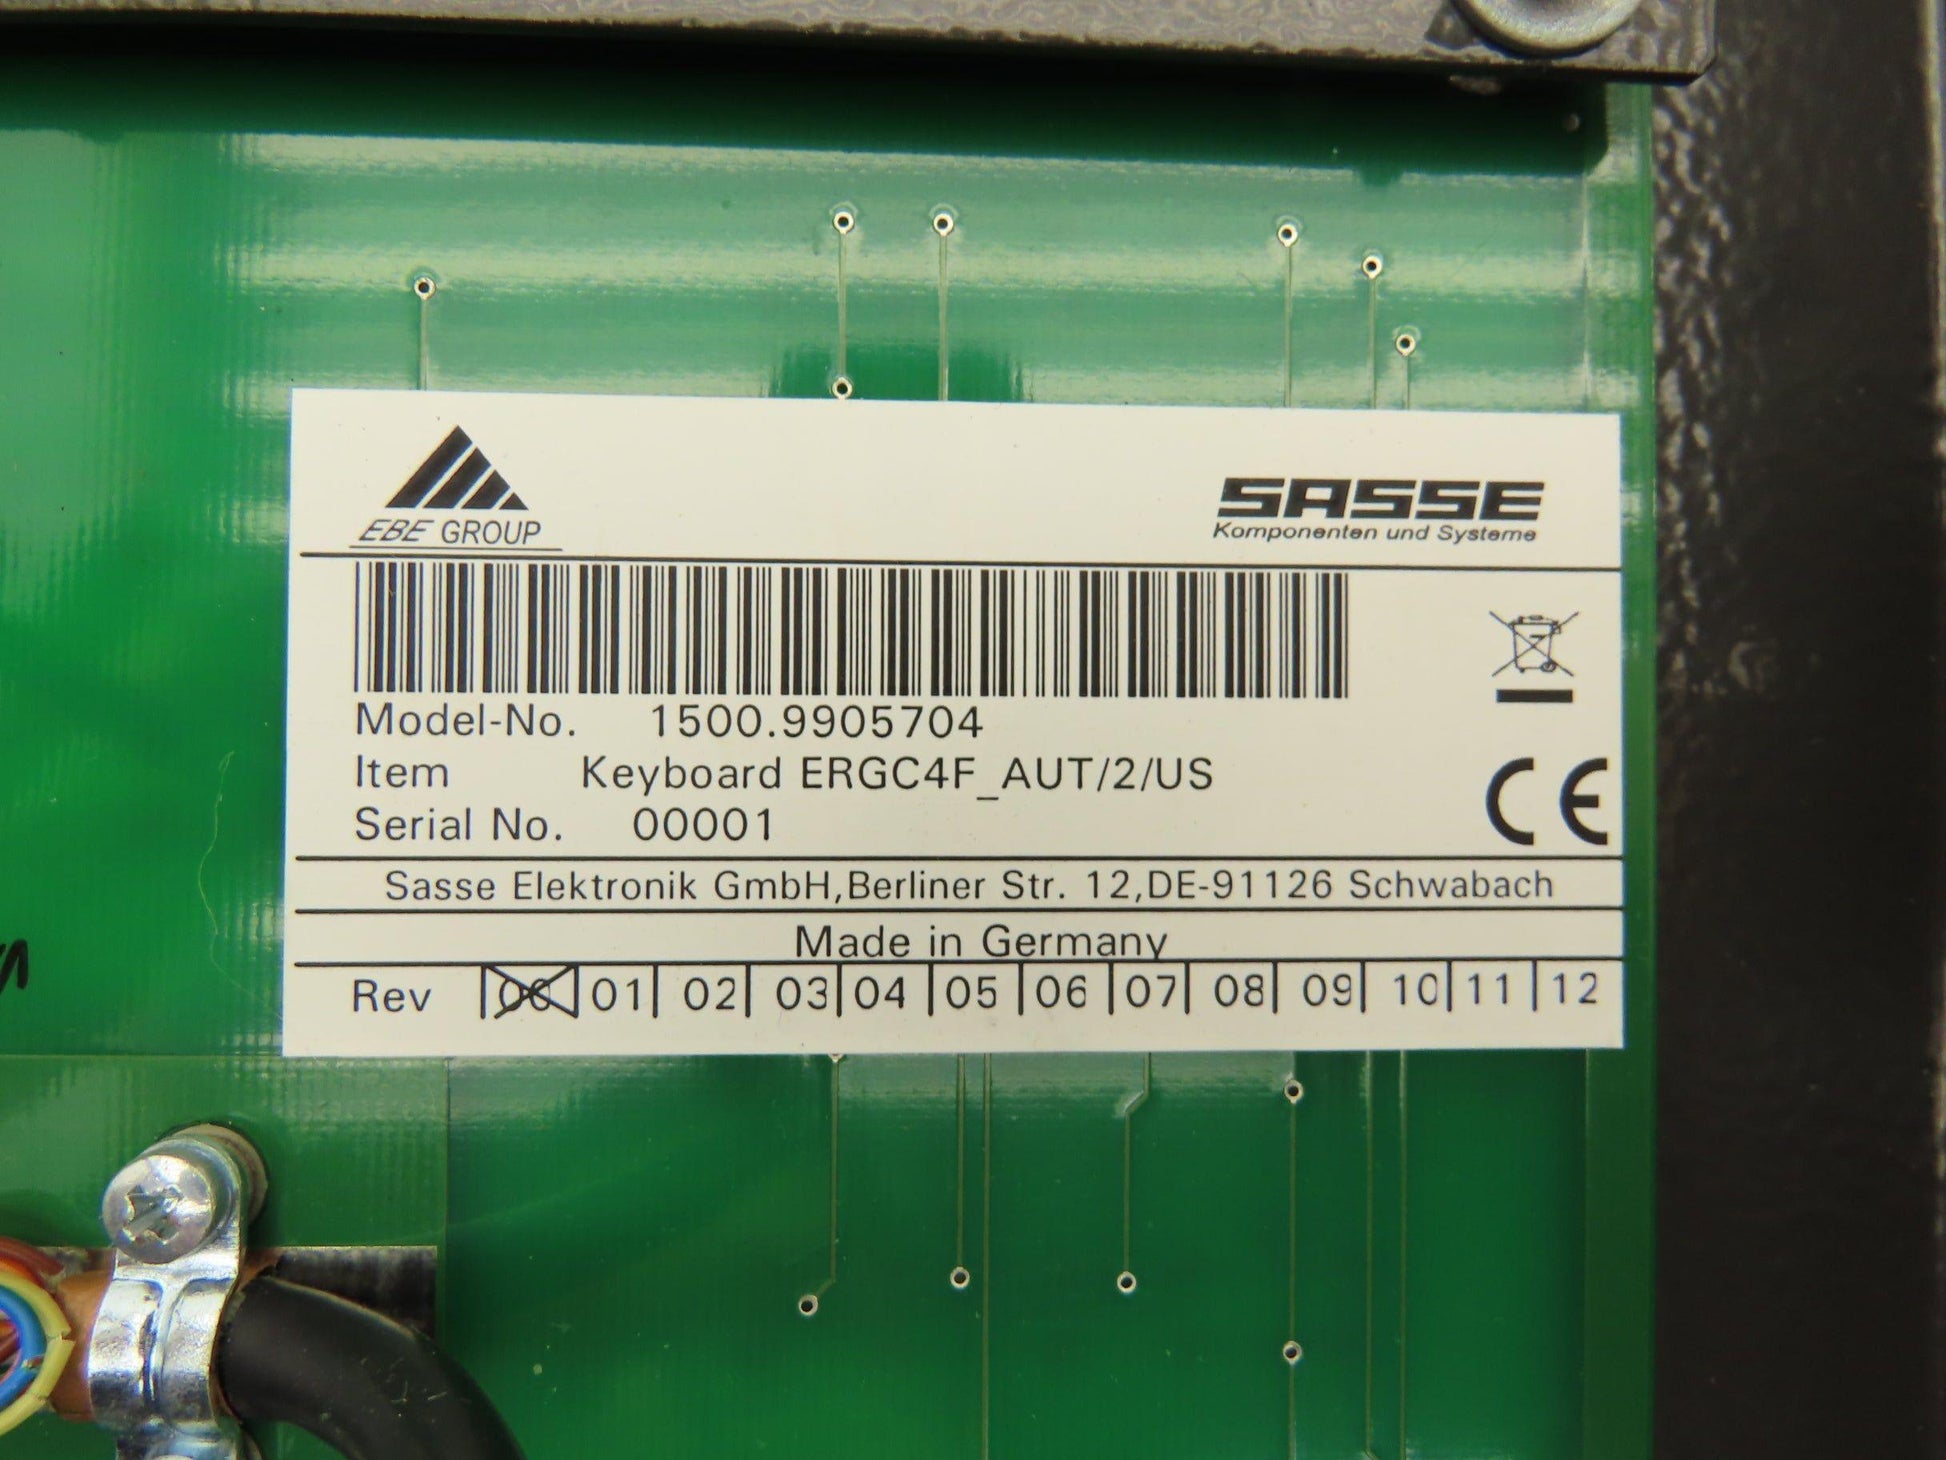 EBE GROUP
SASSE
Komponenten und Systeme
Model-No. 1500.9905704
Item Keyboard ERGC4F_AUT/2/US
Serial No. 00001
CE
Sasse Elektronik GmbH,Berliner Str. 12,DE-91126 Schwabach
Made in Germany
Rev 00 01 02 03 04 05 06 07 08 09 10 11 12